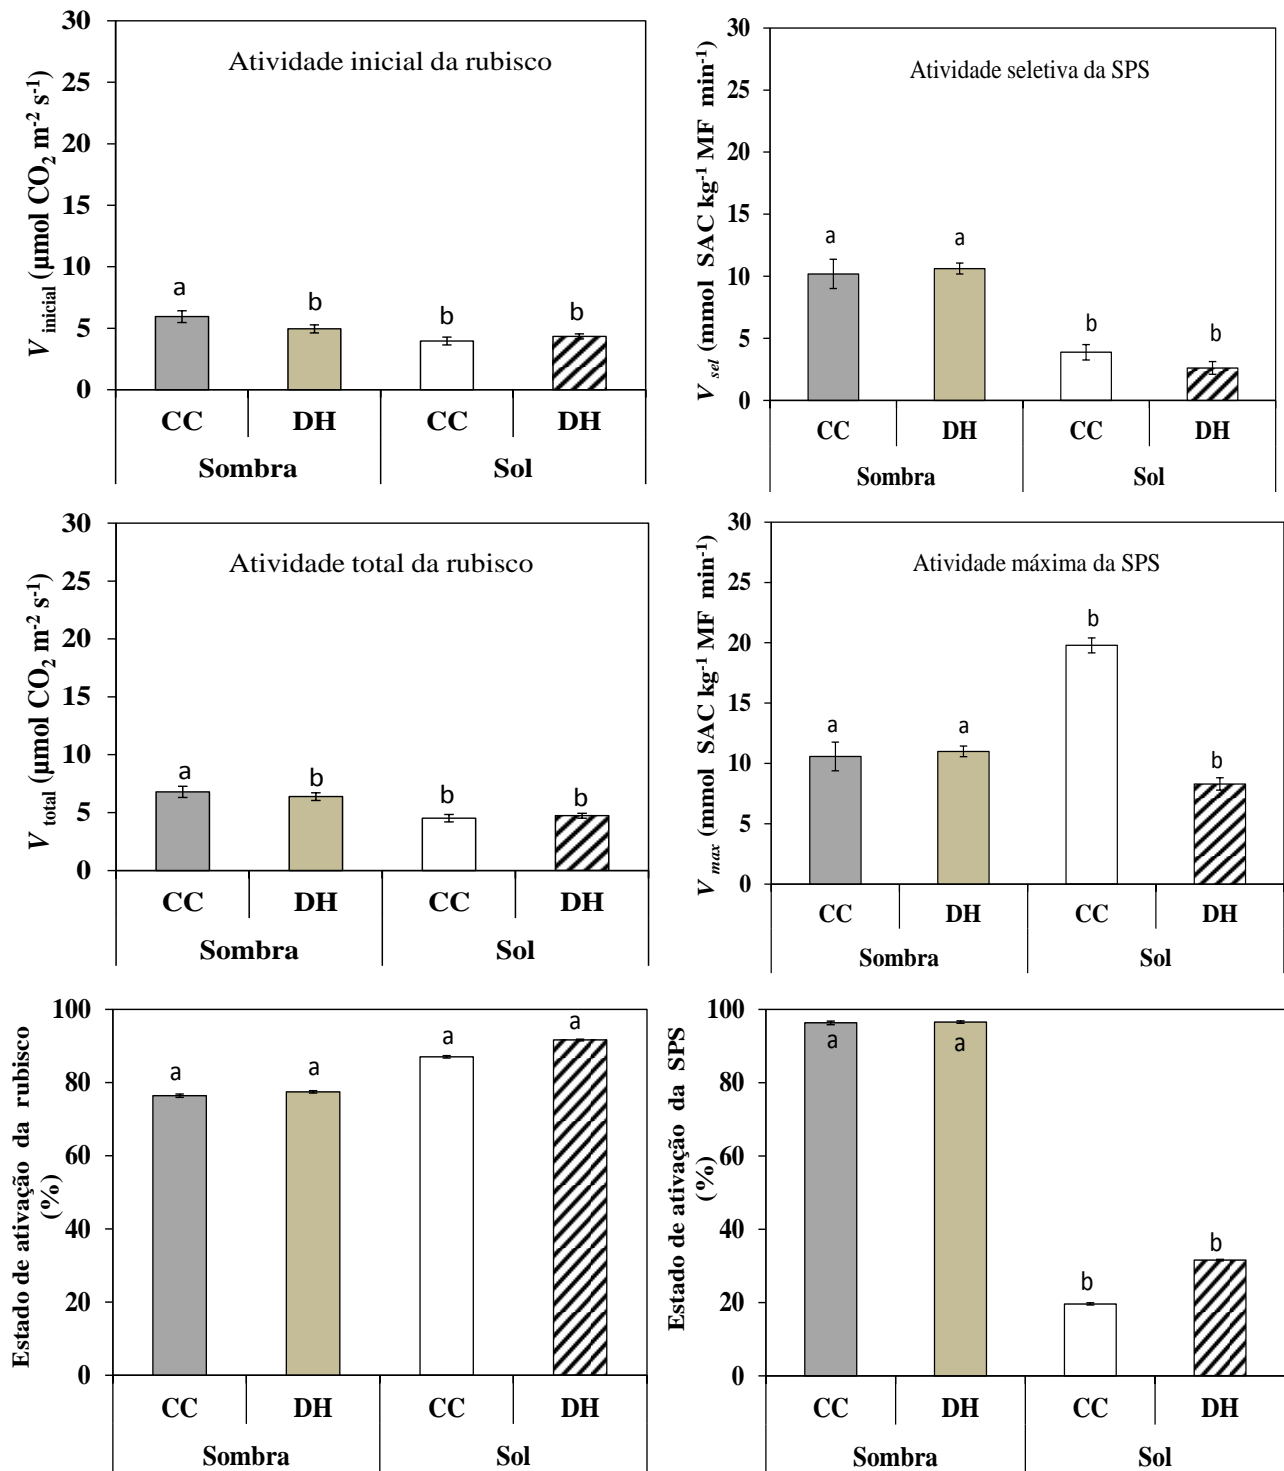 Atividade inicial da rubisco
V inicial (µmol CO2 m-2 s-1)
30
25
20
15
10
5
0
a
b
b
b
CC
DH
CC
DH
Sombra
Sol
Atividade seletiva da SPS
V sel (mmol SAC kg-1 MF min-1)
30
25
20
15
10
5
0
a
a
b
b
CC
DH
CC
DH
Sombra
Sol
Atividade total da rubisco
V total (µmol CO2 m-2 s-1)
30
25
20
15
10
5
0
a
b
b
b
CC
DH
CC
DH
Sombra
Sol
Atividade máxima da SPS
V max (mmol SAC kg-1 MF min-1)
30
25
20
15
10
5
0
a
a
b
b
CC
DH
CC
DH
Sombra
Sol
Estado de ativação da rubisco
(%)
100
80
60
40
20
0
a
a
a
a
CC
DH
CC
DH
Sombra
Sol
Estado de ativação da SPS
(%)
100
80
60
40
20
0
a
a
b
b
CC
DH
CC
DH
Sombra
Sol